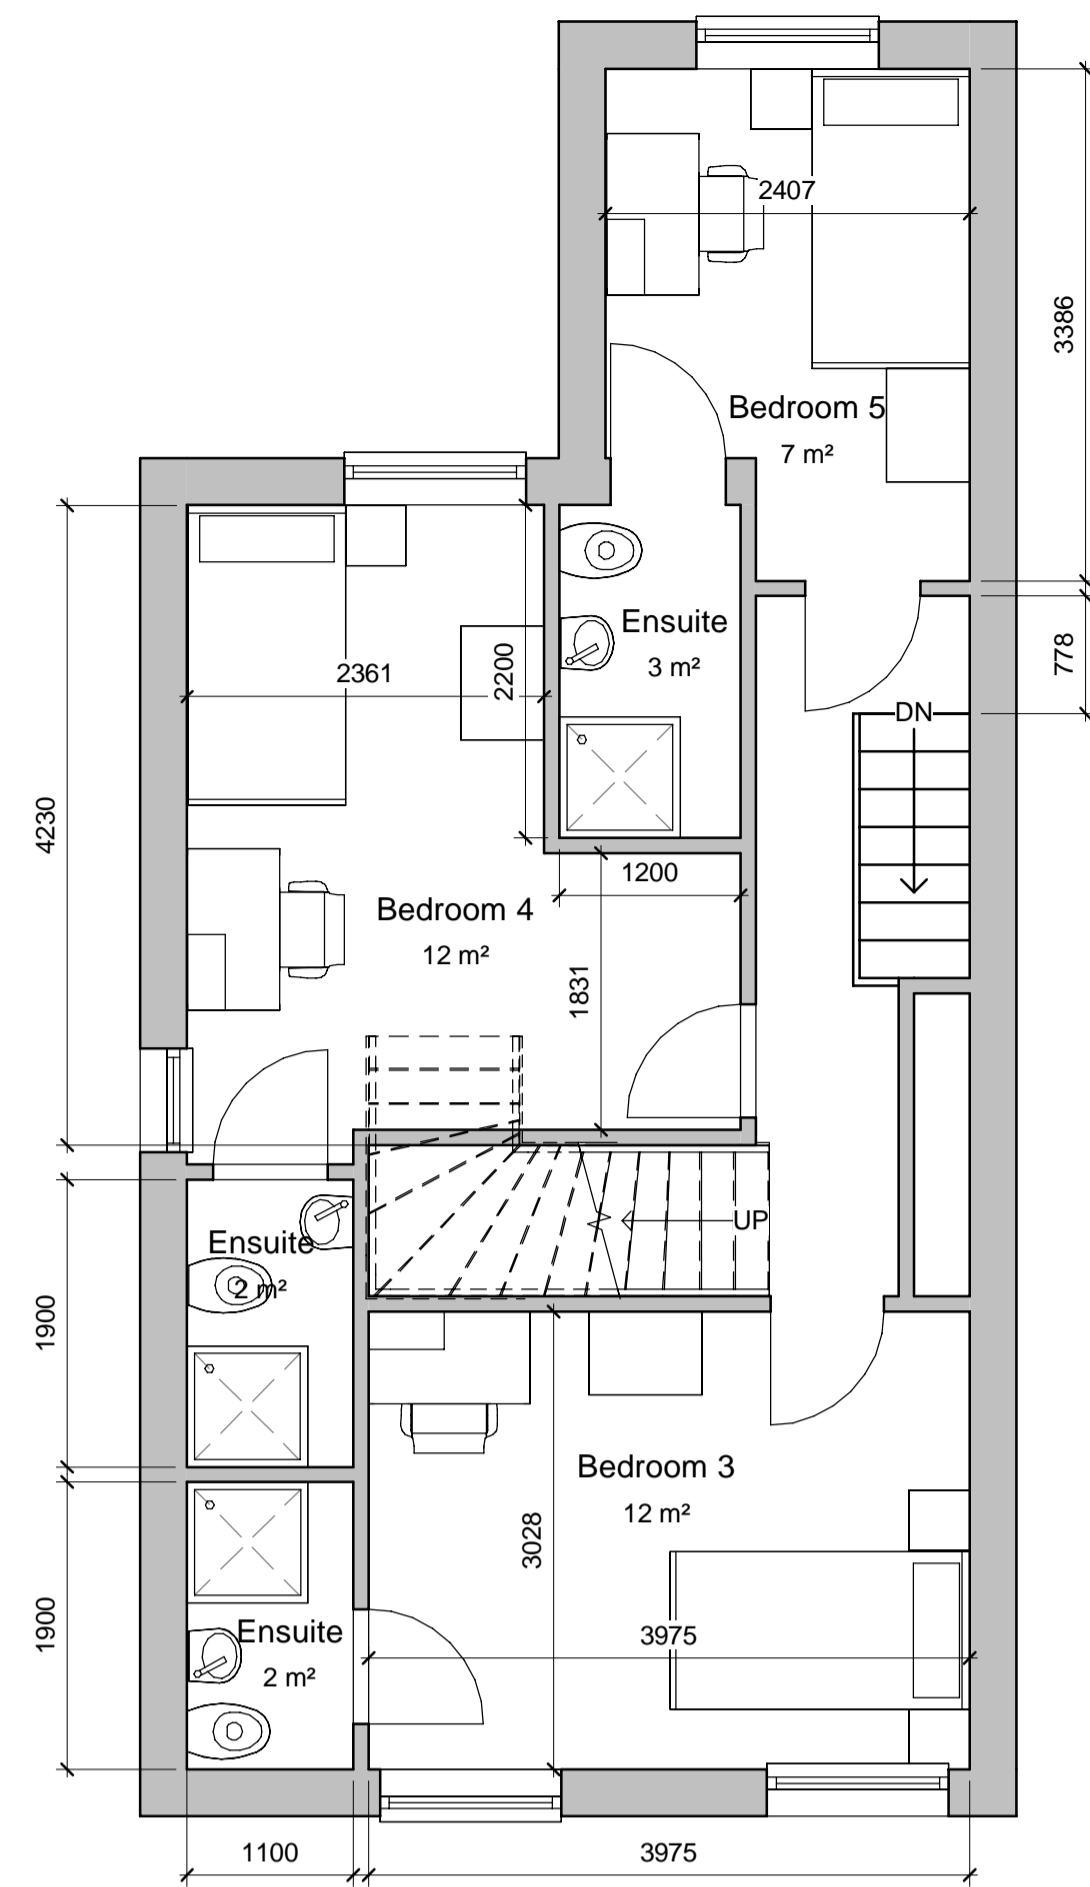 2407
3386
Bedroom 5
7 m²
Ensuite
3 m²
778
2361
2200
DN
4230
1200
Bedroom 4
12 m²
1831
UP
Ensuite
2 m²
1900
Bedroom 3
12 m²
3028
1900
Ensuite
2 m²
3975
1100
3975